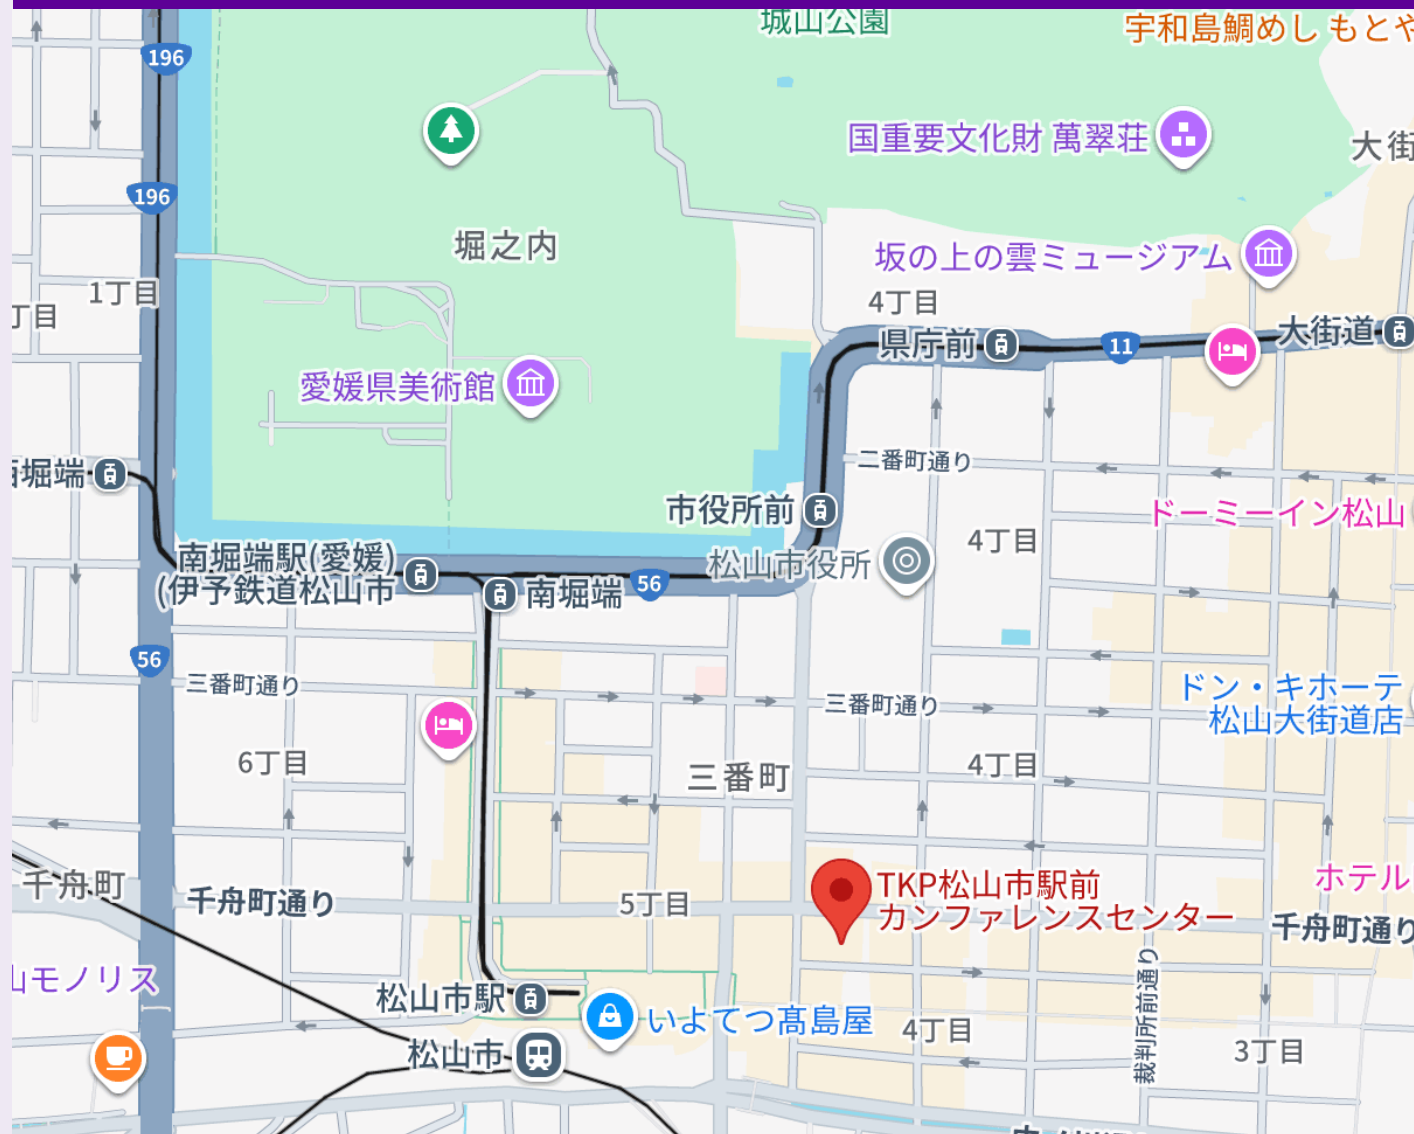 城山公園
宇和島鯛めし もとや
196
国重要文化財 萬翠荘
大街
196
堀之内
坂の上の雲ミュージアム
1丁目
丁目
4丁目
県庁前
11
大街道
愛媛県美術館
二番町通り
堀端
市役所前
ドーミーイン松山
4丁目
南堀端駅(愛媛)
(伊予鉄道松山市
南堀端
56
松山市役所
56
三番町通り
三番町通り
ドン・キホーテ
松山大街道店
6丁目
三番町
4丁目
千舟町
千舟町通り
5丁目
TKP松山市駅前
カンファレンスセンター
ホテル
千舟町通り
山モノリス
裁判所前通り
松山市駅
いよてつ髙島屋
4丁目
松山市
3丁目